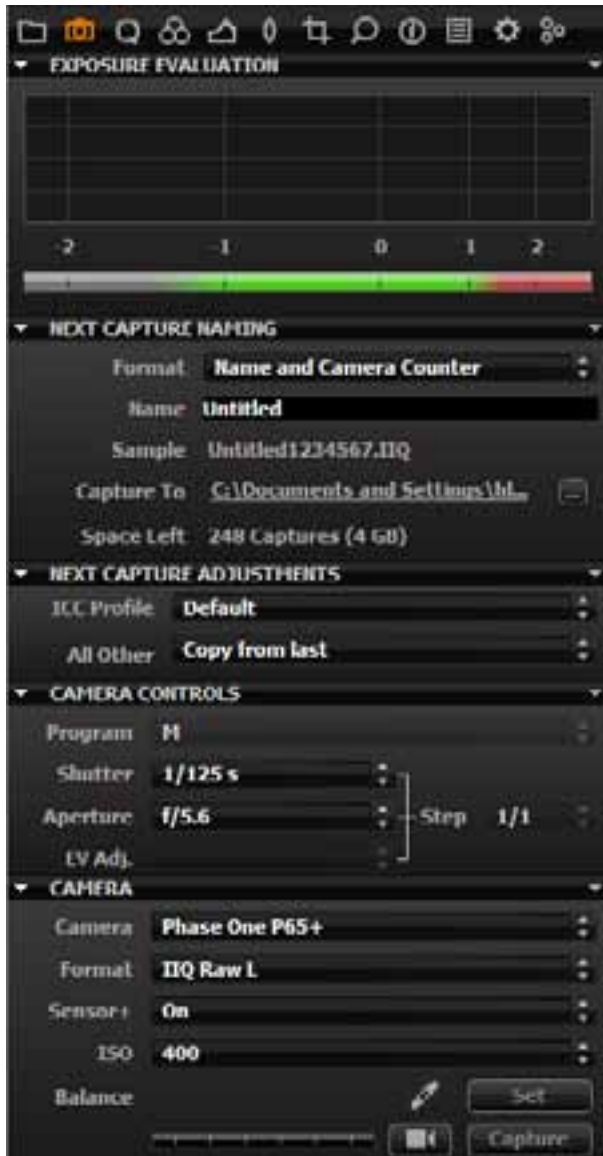 EXPOSURE EVALUATION
-2 -1 0 1 2
NEXT CAPTURE NAMING
Format Name and Camera Counter
Name Untitled
Sample Untitled1234567.IIQ
Capture To C:\Documents and Settings\hl...
Space Left 248 Captures (4 GB)
NEXT CAPTURE ADJUSTMENTS
ICC Profile Default
All Other Copy from last
CAMERA CONTROLS
Program M
Shutter 1/125 s
Aperture f/5.6 Step 1/1
EV Adj.
CAMERA
Camera Phase One P65+
Format IIQ Raw L
Sensor+ On
ISO 400
Balance Set
Capture